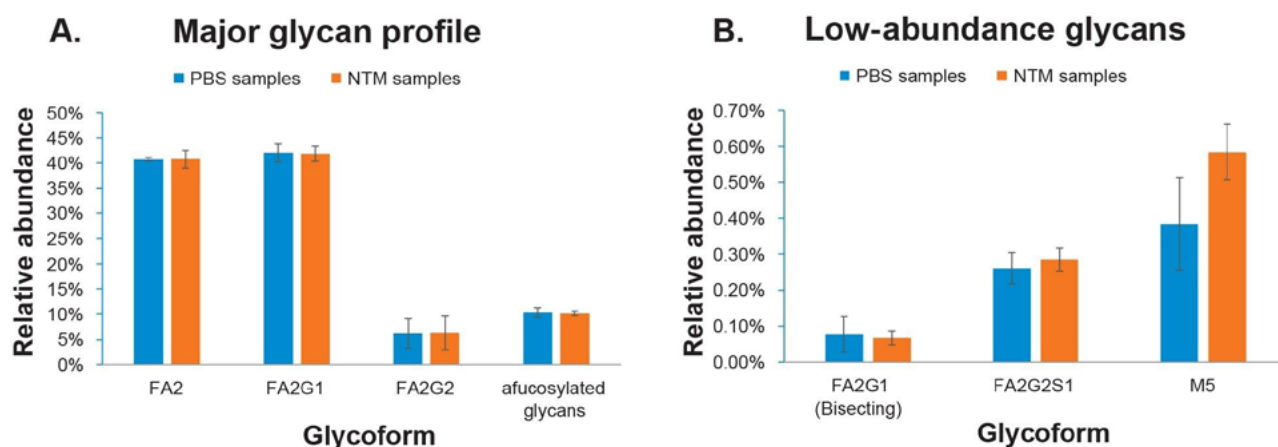 A. Major glycan profile
PBS samples NTM samples
50%
45%
40%
35%
30%
25%
20%
15%
10%
5%
0%
Relative abundance
FA2 FA2G1 FA2G2 afucosylated
glycans
Glycoform
B. Low-abundance glycans
PBS samples NTM samples
0.70%
0.60%
0.50%
0.40%
0.30%
0.20%
0.10%
0.00%
Relative abundance
FA2G1 FA2G2S1 M5
(Bisecting)
Glycoform